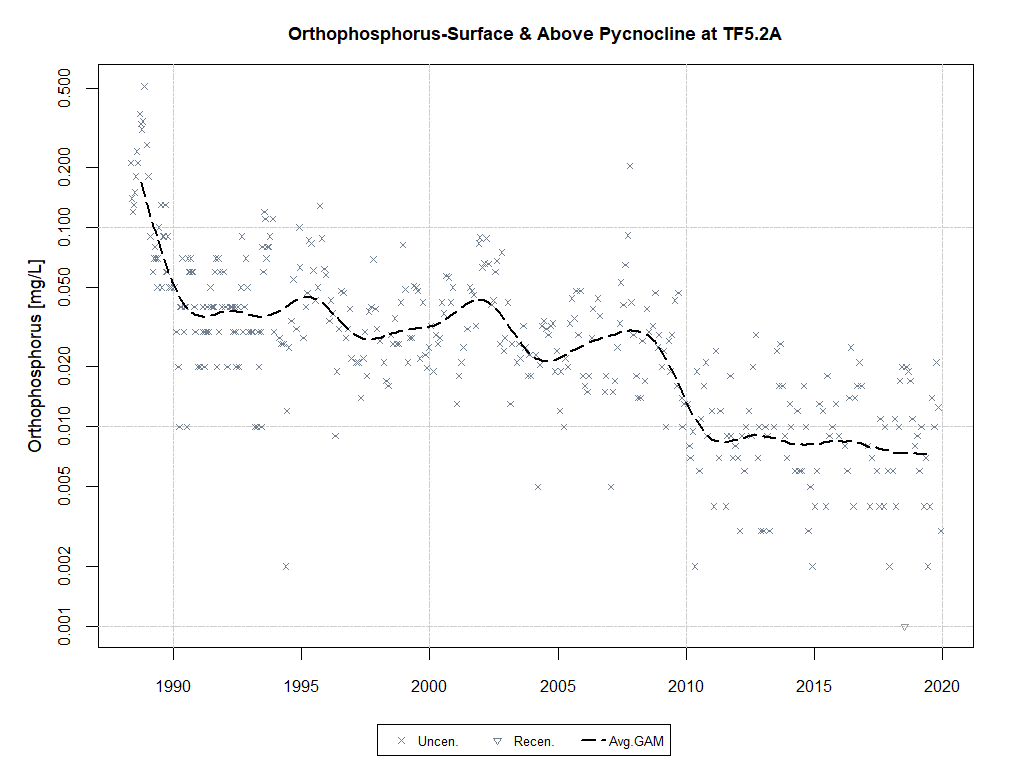 Orthophosphorus-Surface & Above Pycnocline at TF5.2A
Orthophosphorus [mg/L]
0.500
0.200
0.100
0.050
0.020
0.010
0.005
0.002
0.001
1990 1995 2000 2005 2010 2015 2020
Uncen. Recen. Avg.GAM